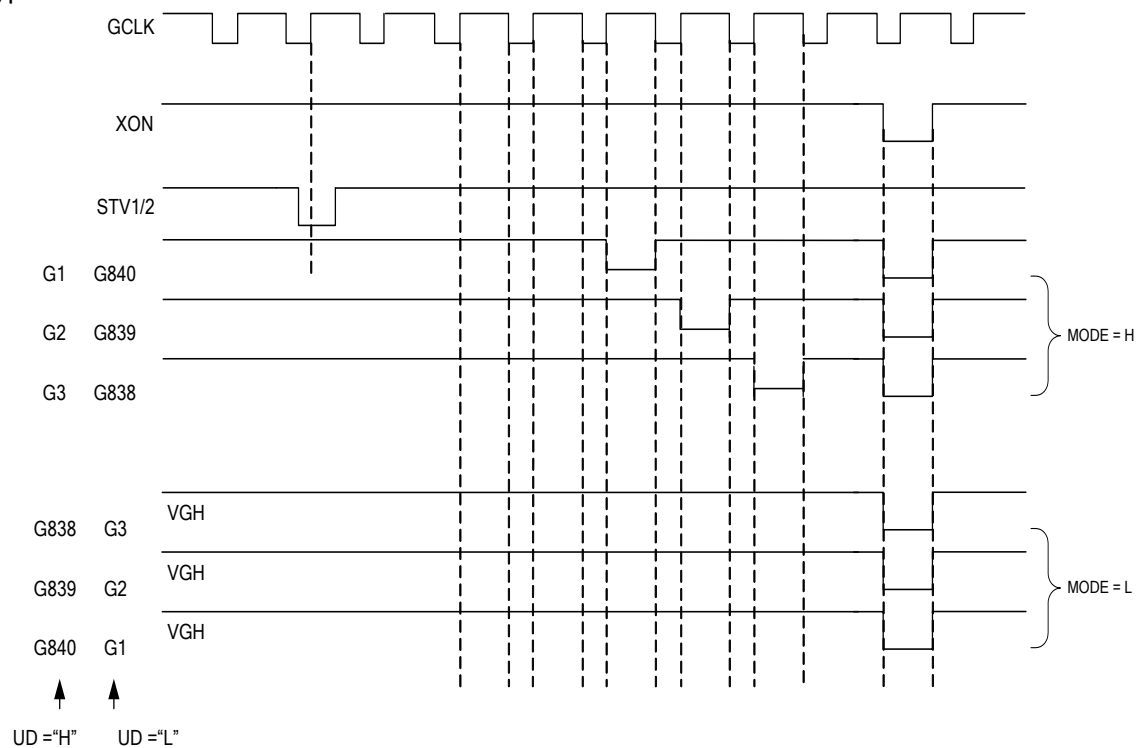 GCLK
XON
STV1/2
G1 G840
G2 G839
MODE = H
G3 G838
VGH
G838 G3
VGH
G839 G2
MODE = L
VGH
G840 G1
UD =“H” UD =“L”